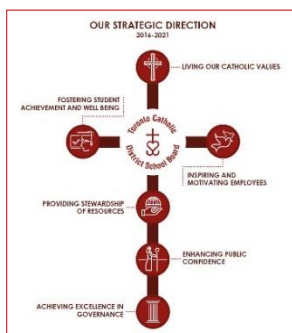 OUR STRATEGIC DIRECTION
2016-2021
LIVING OUR CATHOLIC VALUES
FOSTERING STUDENT
ACHIEVEMENT AND WELL BEING
Toronto Catholic
District School Board
INSPIRING AND
MOTIVATING EMPLOYEES
PROVIDING STEWARDSHIP
OF RESOURCES
ENHANCING PUBLIC
CONFIDENCE
ACHIEVING EXCELLENCE IN
GOVERNANCE